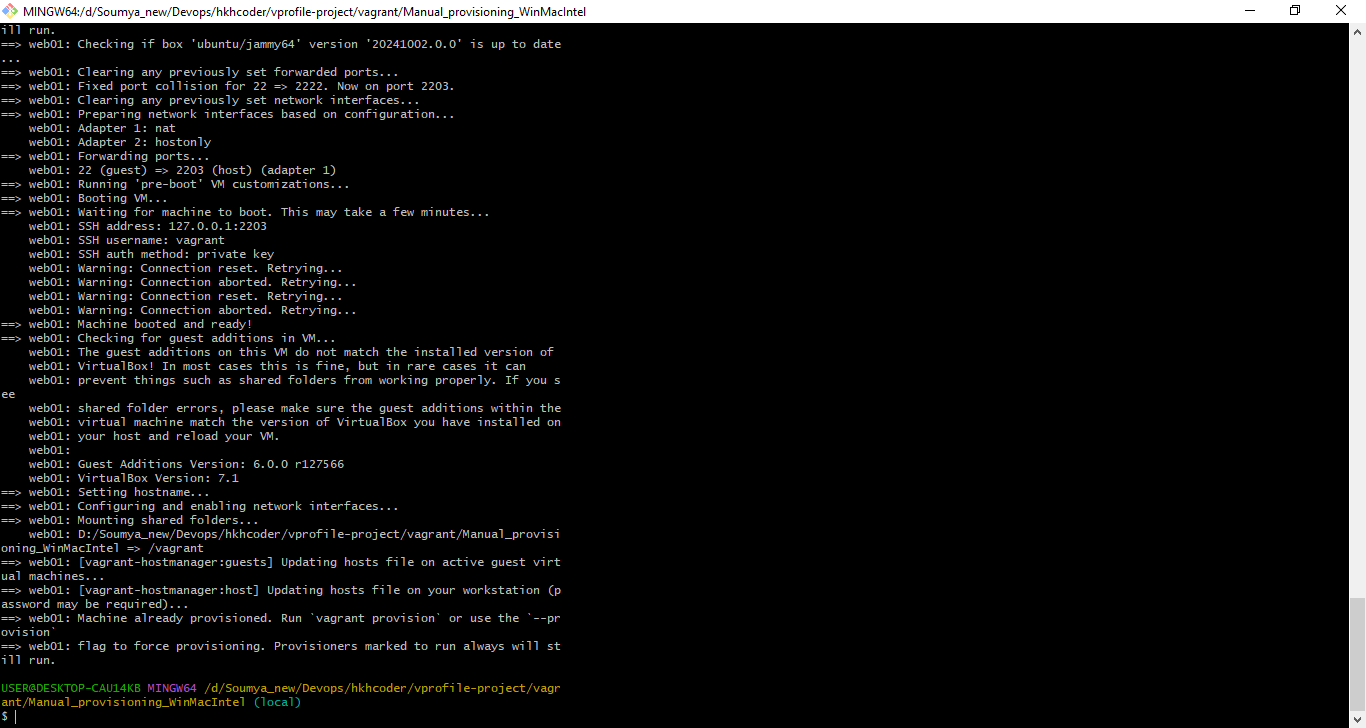 MINGW64:/d/Soumya_new/Devops/hkhcoder/vprofile-project/vagrant/Manual_provisioning_WinMacIntel
ill run.
==> web01: Checking if box 'ubuntu/jammy64' version '20241002.0.0' is up to date
...
==> web01: Clearing any previously set forwarded ports...
==> web01: Fixed port collision for 22 => 2222. Now on port 2203.
==> web01: Clearing any previously set network interfaces...
==> web01: Preparing network interfaces based on configuration...
    web01: Adapter 1: nat
    web01: Adapter 2: hostonly
==> web01: Forwarding ports...
    web01: 22 (guest) => 2203 (host) (adapter 1)
==> web01: Running 'pre-boot' VM customizations...
==> web01: Booting VM...
==> web01: Waiting for machine to boot. This may take a few minutes...
    web01: SSH address: 127.0.0.1:2203
    web01: SSH username: vagrant
    web01: SSH auth method: private key
    web01: Warning: Connection reset. Retrying...
    web01: Warning: Connection aborted. Retrying...
    web01: Warning: Connection reset. Retrying...
    web01: Warning: Connection aborted. Retrying...
==> web01: Machine booted and ready!
==> web01: Checking for guest additions in VM...
    web01: The guest additions on this VM do not match the installed version of
    web01: VirtualBox! In most cases this is fine, but in rare cases it can
    web01: prevent things such as shared folders from working properly. If you s
ee
    web01: shared folder errors, please make sure the guest additions within the
    web01: virtual machine match the version of VirtualBox you have installed on
    web01: your host and reload your VM.
    web01:
    web01: Guest Additions Version: 6.0.0 r127566
    web01: VirtualBox Version: 7.1
==> web01: Setting hostname...
==> web01: Configuring and enabling network interfaces...
==> web01: Mounting shared folders...
    web01: D:/Soumya_new/Devops/hkhcoder/vprofile-project/vagrant/Manual_provisi
oning_WinMacIntel => /vagrant
==> web01: [vagrant-hostmanager:guests] Updating hosts file on active guest virt
ual machines...
==> web01: [vagrant-hostmanager:host] Updating hosts file on your workstation (p
assword may be required)...
==> web01: Machine already provisioned. Run `vagrant provision` or use the `--pr
ovision`
==> web01: flag to force provisioning. Provisioners marked to run always will st
ill run.
USER@DESKTOP-CAU14KB MINGW64 /d/Soumya_new/Devops/hkhcoder/vprofile-project/vagr
ant/Manual_provisioning_WinMacIntel (local)
$